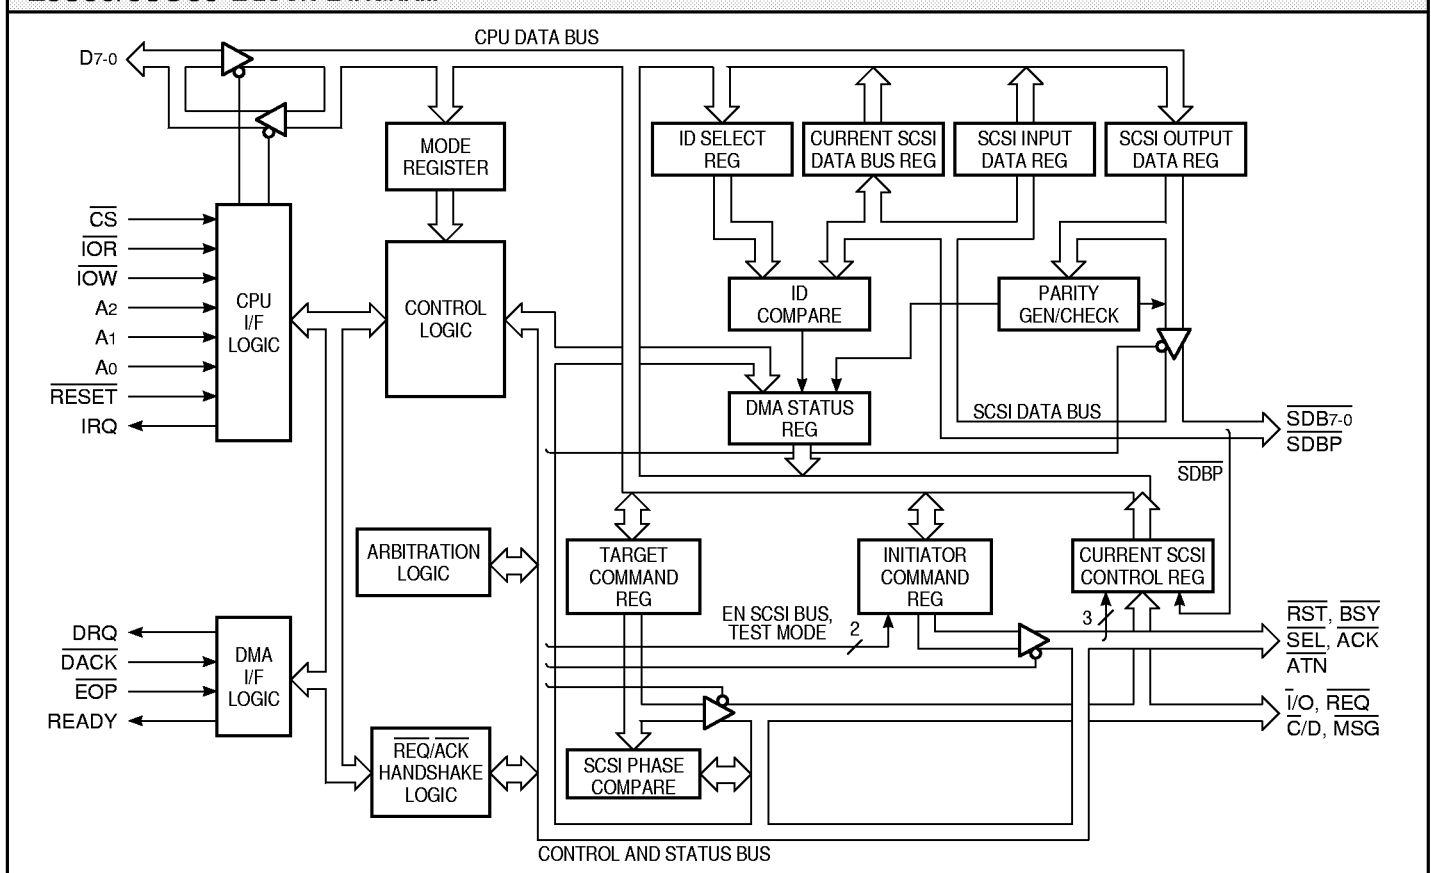 CPU DATA BUS
D7-0
MODE
REGISTER
ID SELECT
REG
CURRENT SCSI
DATA BUS REG
SCSI INPUT
DATA REG
SCSI OUTPUT
DATA REG
CS
IOR
IOW
A2
A1
A0
RESET
IRQ
CPU
I/F
LOGIC
CONTROL
LOGIC
ID
COMPARE
PARITY
GEN/CHECK
DMA STATUS
REG
SCSI DATA BUS
SDB7-0
SDBP
SDBP
ARBITRATION
LOGIC
TARGET
COMMAND
REG
INITIATOR
COMMAND
REG
CURRENT SCSI
CONTROL REG
EN SCSI BUS,
TEST MODE
2
3
RST, BSY
SEL, ACK
ATN
DRQ
DACK
EOP
READY
DMA
I/F
LOGIC
I/O, REQ
C/D, MSG
REQ/ACK
HANDSHAKE
LOGIC
SCSI PHASE
COMPARE
CONTROL AND STATUS BUS